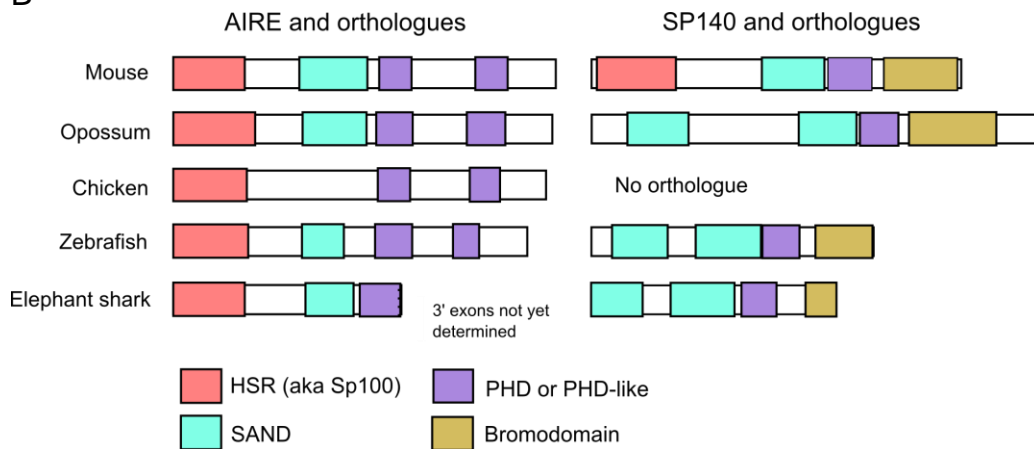 AIRE and orthologues
SP140 and orthologues
Mouse
Opossum
Chicken
No orthologue
Zebrafish
Elephant shark
3' exons not yet
determined
HSR (aka Sp100)
PHD or PHD-like
SAND
Bromodomain